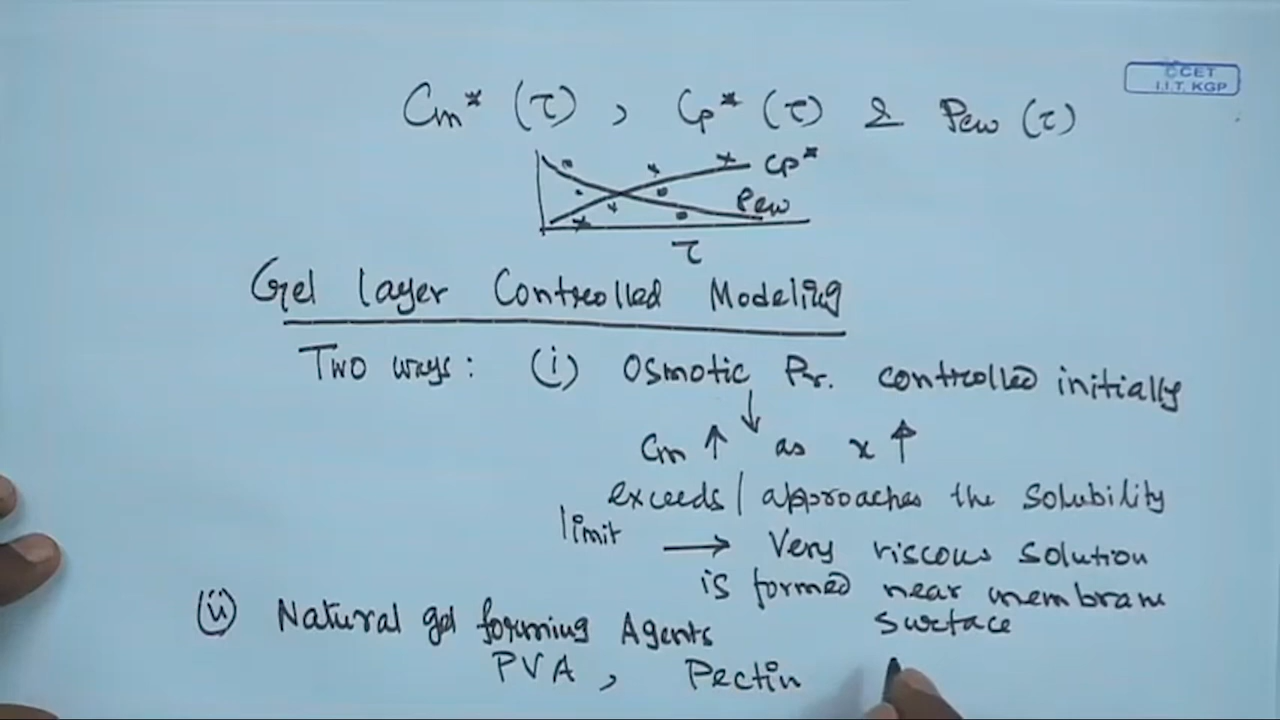 ©CET
I.I.T. KGP
Cm* (τ) , Cp* (τ) & Pew (τ)
Cp*
Pew
τ
Gel layer Controlled Modeling
Two ways: (i) Osmotic Pr. controlled initially
Cm ↑ as x ↑
exceeds / approaches the solubility
limit → Very viscous solution
is formed near membrane
surface
(ii) Natural gel forming Agents
PVA, Pectin